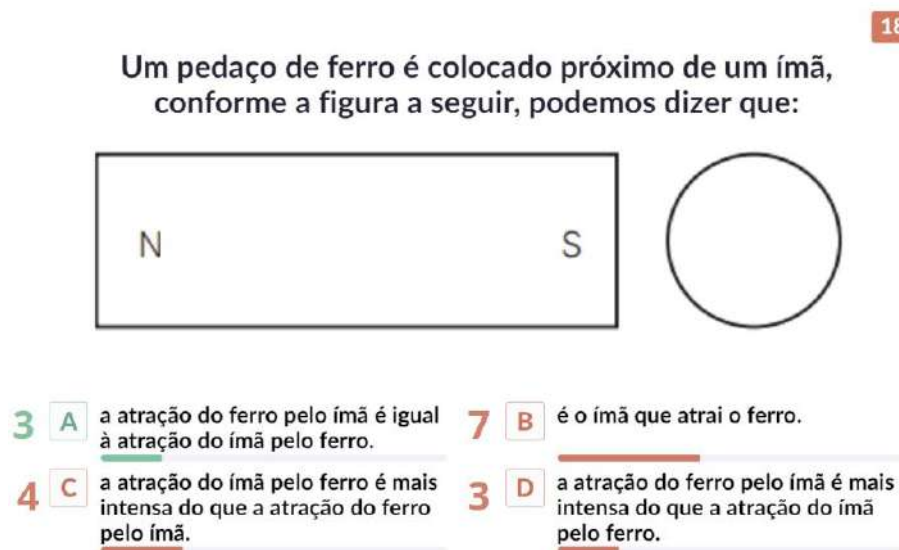 18
Um pedaço de ferro é colocado próximo de um ímã,
conforme a figura a seguir, podemos dizer que:
N S
3 A a atração do ferro pelo ímã é igual
à atração do ímã pelo ferro.
7 B é o ímã que atrai o ferro.
4 C a atração do ímã pelo ferro é mais
intensa do que a atração do ferro
pelo ímã.
3 D a atração do ferro pelo ímã é mais
intensa do que a atração do ímã
pelo ferro.